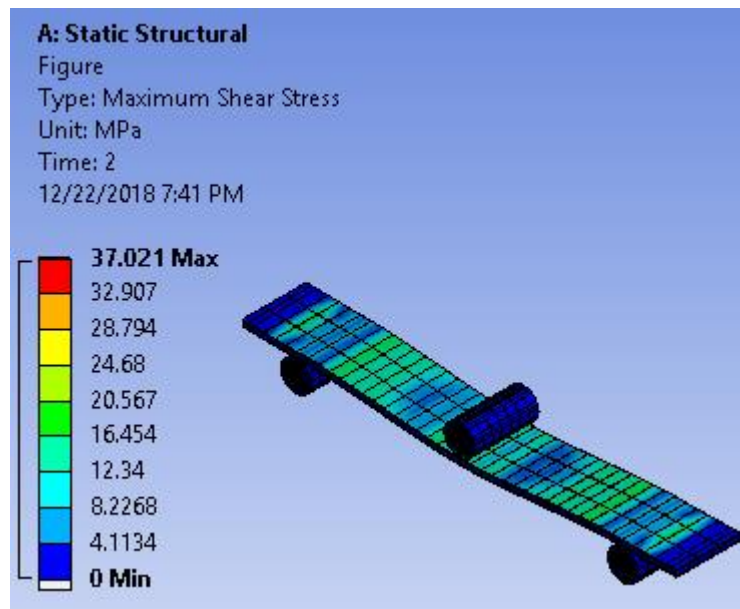 A: Static Structural
Figure
Type: Maximum Shear Stress
Unit: MPa
Time: 2
12/22/2018 7:41 PM
37.021 Max
32.907
28.794
24.68
20.567
16.454
12.34
8.2268
4.1134
0 Min